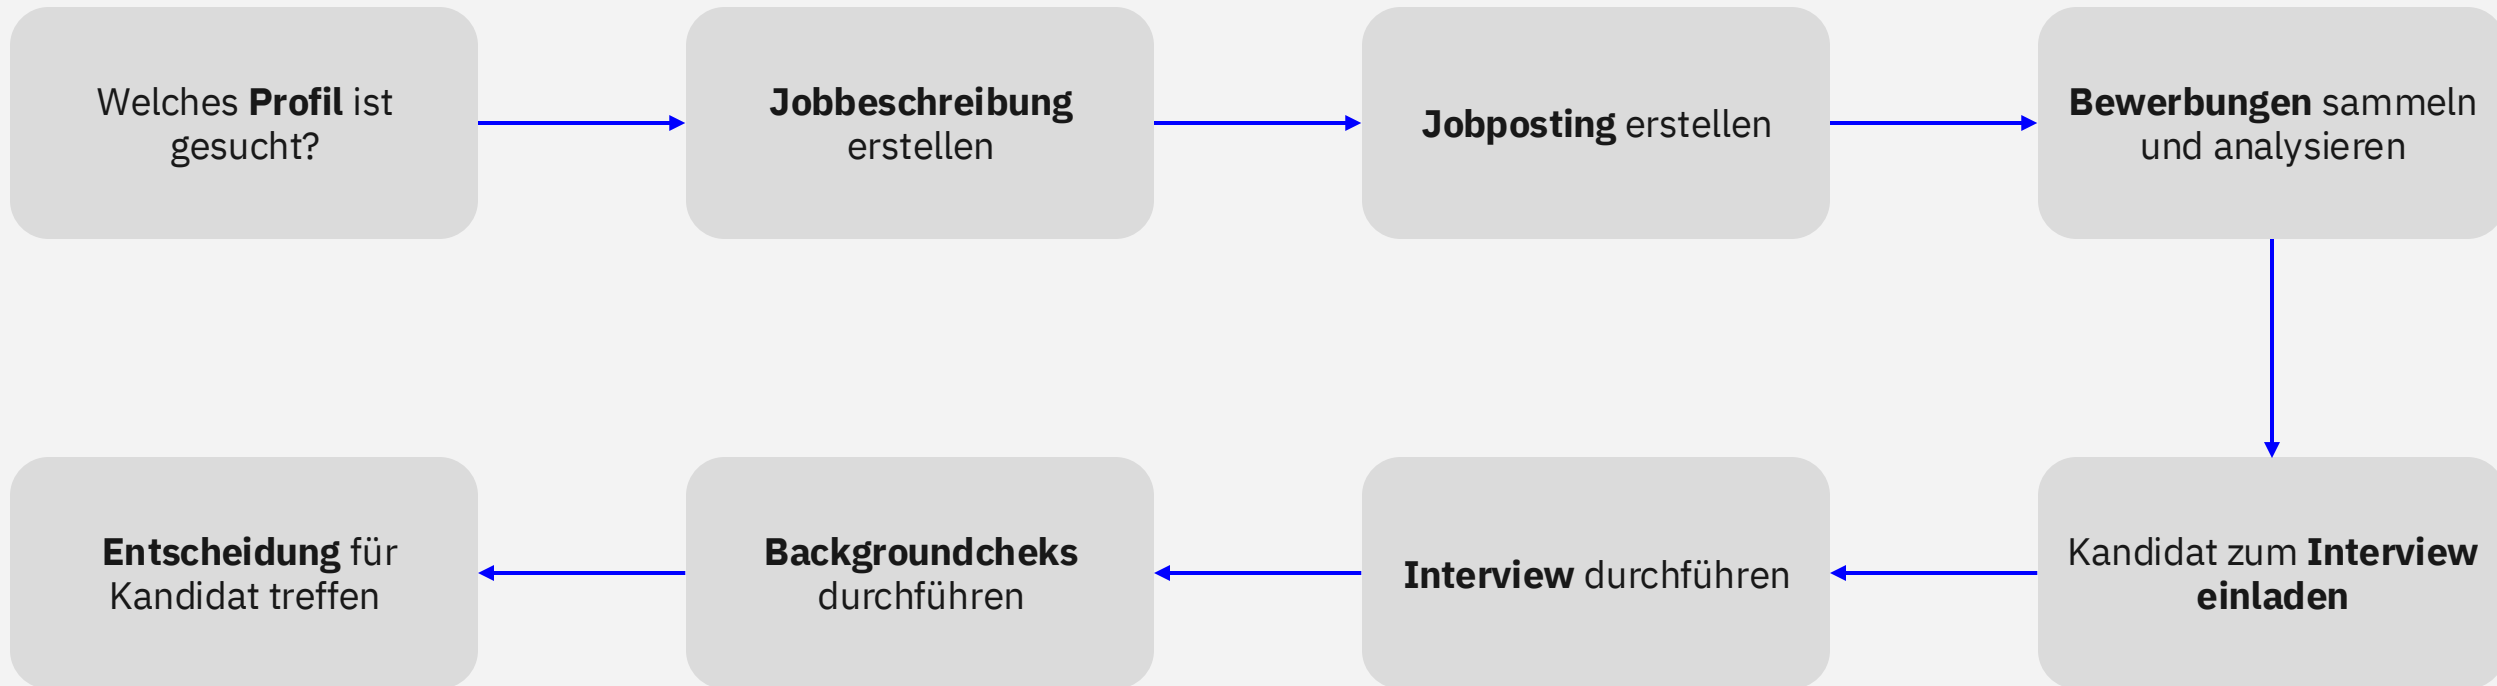 Welches Profil ist
gesucht?
Jobbeschreibung
erstellen
Jobposting erstellen
Bewerbungen sammeln
und analysieren
Kandidat zum Interview
einladen
Interview durchführen
Backgroundcheks
durchführen
Entscheidung für
Kandidat treffen